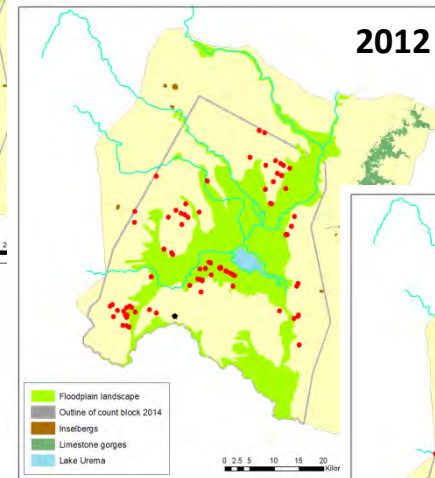 2012
Floodplain landscape
Outline of count block 2014
Inselbergs
Limestone gorges
Lake Urema
0 2.5 5 10 15 20